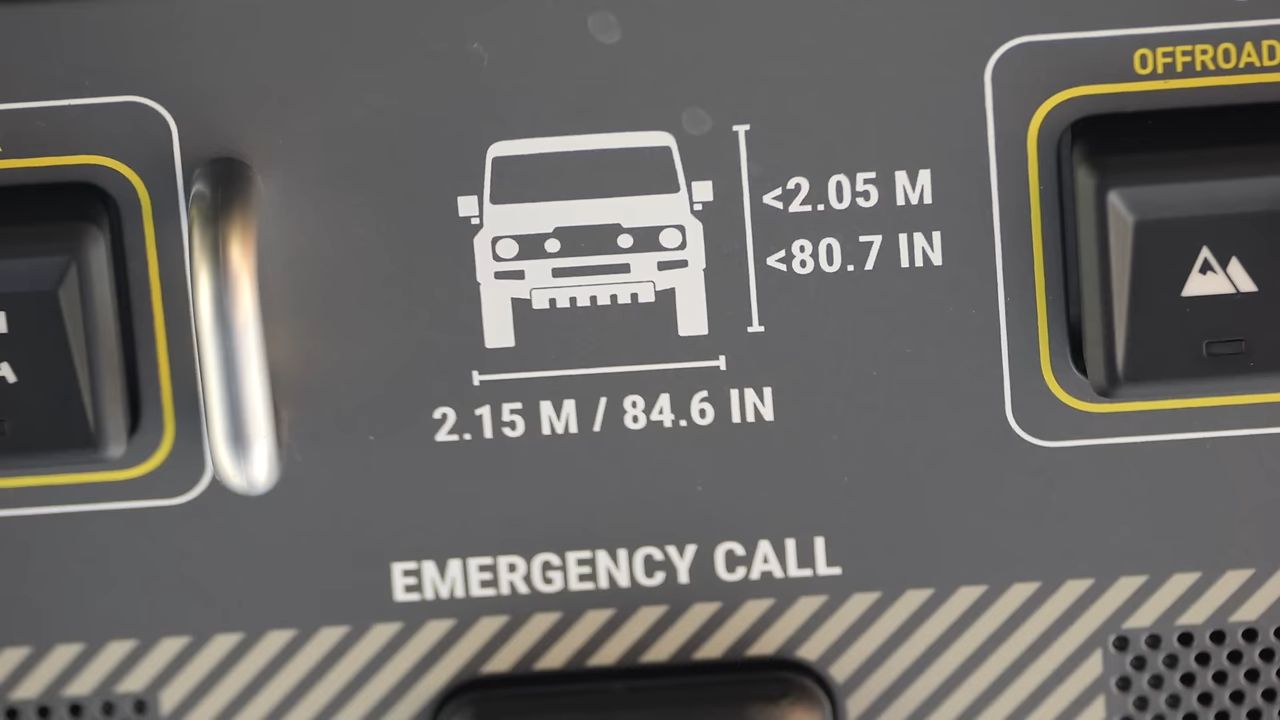 OFFROAD
<2.05 M
<80.7 IN
2.15 M / 84.6 IN
EMERGENCY CALL